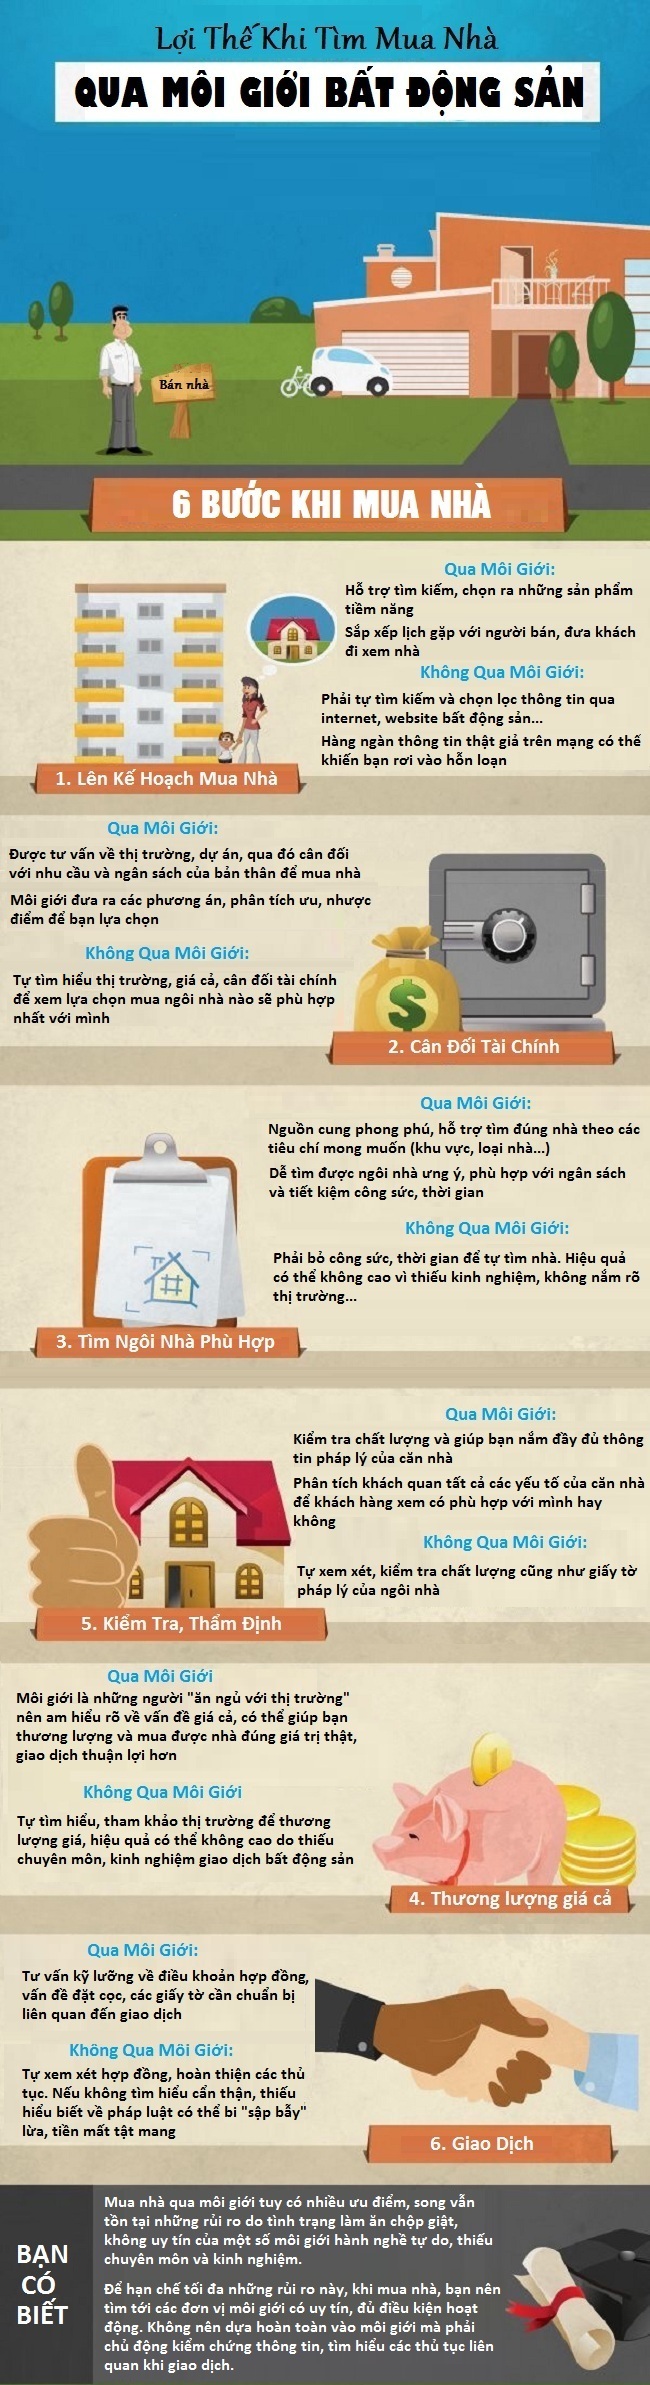 Lợi Thế Khi Tìm Mua Nhà
QUA MÔI GIỚI BẤT ĐỘNG SẢN
Bán nhà
6 BƯỚC KHI MUA NHÀ
Qua Môi Giới:
Hỗ trợ tìm kiếm, chọn ra những sản phẩm
tiềm năng
Sắp xếp lịch gặp với người bán, đưa khách
đi xem nhà
Không Qua Môi Giới:
Phải tự tìm kiếm và chọn lọc thông tin qua
internet, website bất động sản...
Hàng ngàn thông tin thật giả trên mạng có thế
khiến bạn rơi vào hỗn loạn
1. Lên Kế Hoạch Mua Nhà
Qua Môi Giới:
Được tư vấn về thị trường, dự án, qua đó cân đối
với nhu cầu và ngân sách của bản thân để mua nhà
Môi giới đưa ra các phương án, phân tích ưu, nhược
điểm để bạn lựa chọn
Không Qua Môi Giới:
Tự tìm hiểu thị trường, giá cả, cân đối tài chính
để xem lựa chọn mua ngôi nhà nào sẽ phù hợp
nhất với mình
2. Cân Đối Tài Chính
Qua Môi Giới:
Nguồn cung phong phú, hỗ trợ tìm đúng nhà theo các
tiêu chí mong muốn (khu vực, loại nhà...)
Dễ tìm được ngôi nhà ưng ý, phù hợp với ngân sách
và tiết kiệm công sức, thời gian
Không Qua Môi Giới:
Phải bỏ công sức, thời gian để tự tìm nhà. Hiệu quả
có thể không cao vì thiếu kinh nghiệm, không nắm rõ
thị trường...
3. Tìm Ngôi Nhà Phù Hợp
Qua Môi Giới:
Kiểm tra chất lượng và giúp bạn nắm đầy đủ thông
tin pháp lý của căn nhà
Phân tích khách quan tất cả các yếu tố của căn nhà
để khách hàng xem có phù hợp với mình hay
không
Không Qua Môi Giới:
Tự xem xét, kiểm tra chất lượng cũng như giấy tờ
pháp lý của ngôi nhà
5. Kiểm Tra, Thẩm Định
Qua Môi Giới
Môi giới là những người "ăn ngủ với thị trường"
nên am hiểu rõ về vấn đề giá cả, có thể giúp bạn
thương lượng và mua được nhà đúng giá trị thật,
giao dịch thuận lợi hơn
Không Qua Môi Giới
Tự tìm hiểu, tham khảo thị trường để thương
lượng giá, hiệu quả có thể không cao do thiếu
chuyên môn, kinh nghiệm giao dịch bất động sản
1
4. Thương lượng giá cả
Qua Môi Giới:
Tư vấn kỹ lưỡng về điều khoản hợp đồng,
vấn đề đặt cọc, các giấy tờ cần chuẩn bị
liên quan đến giao dịch
Không Qua Môi Giới:
Tự xem xét hợp đồng, hoàn thiện các thủ
tục. Nếu không tìm hiểu cẩn thận, thiếu
hiểu biết về pháp luật có thể bi "sập bẫy"
lừa, tiền mất tật mang
6. Giao Dịch
BẠN
CÓ
BIẾT
Mua nhà qua môi giới tuy có nhiều ưu điểm, song vẫn
tồn tại những rủi ro do tình trạng làm ăn chộp giật,
không uy tín của một số môi giới hành nghề tự do, thiếu
chuyên môn và kinh nghiệm.
Để hạn chế tối đa những rủi ro này, khi mua nhà, bạn nên
tìm tới các đơn vị môi giới có uy tín, đủ điều kiện hoạt
động. Không nên dựa hoàn toàn vào môi giới mà phải
chủ động kiểm chứng thông tin, tìm hiểu các thủ tục liên
quan khi giao dịch.